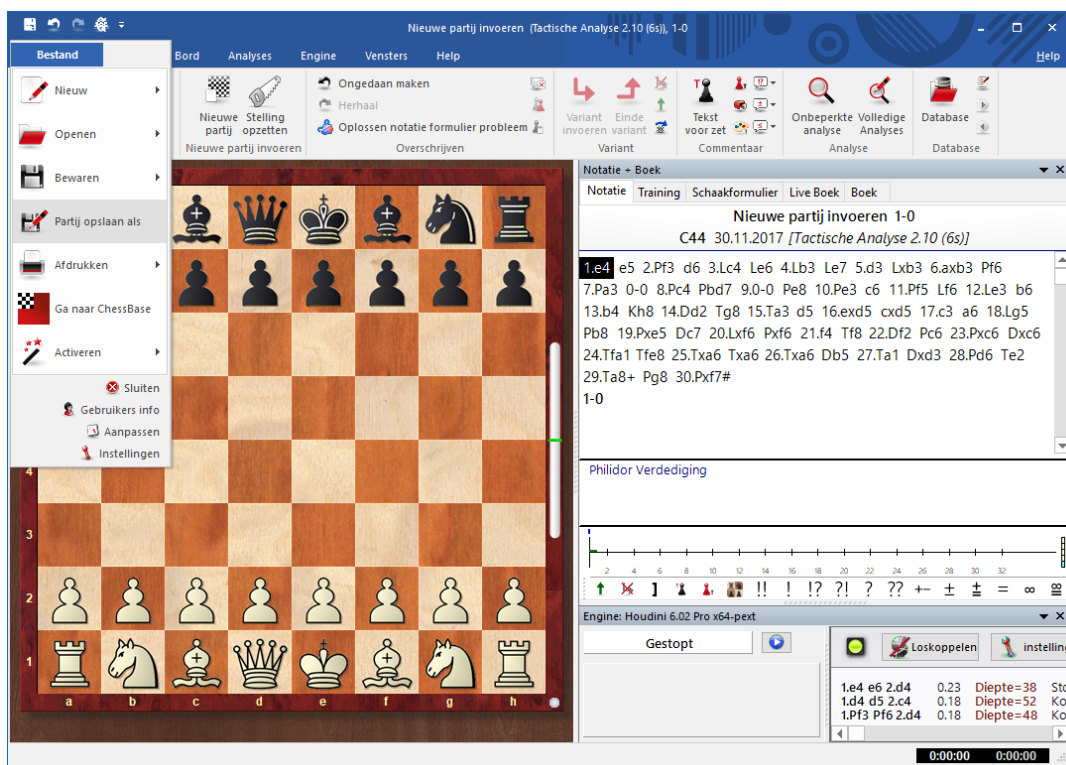 Nieuwe partij invoeren (Tactische Analyse 2.10 (6s)), 1-0
Bestand Bord Analyses Engine Vensters Help Help
Nieuw
Openen
Bewaren
Partij opslaan als
Afdrukken
Ga naar ChessBase
Activeren
Sluiten
Gebruikers info
Aanpassen
Instellingen
Nieuwe partij
Stelling opzetten
Nieuwe partij invoeren
Ongedaan maken
Herhaal
Oplossen notatie formulier probleem
Overschrijven
Variant invoeren
Einde variant
Variant
Tekst voor zet
Commentaar
Onbeperkte analyse
Volledige Analyses
Analyse
Database
Database
Notatie + Boek
Notatie Training Schaakformulier Live Boek Boek
Nieuwe partij invoeren 1-0
C44 30.11.2017 [Tactische Analyse 2.10 (6s)]
1.e4 e5 2.Pf3 d6 3.Lc4 Le6 4.Lb3 Le7 5.d3 Lxb3 6.axb3 Pf6
7.Pa3 0-0 8.Pc4 Pbd7 9.0-0 Pe8 10.Pe3 c6 11.Pf5 Lf6 12.Le3 b6
13.b4 Kh8 14.Dd2 Tg8 15.Ta3 d5 16.exd5 cxd5 17.c3 a6 18.Lg5
Pb8 19.Pxe5 Dc7 20.Lxf6 Pxf6 21.f4 Tf8 22.Df2 Pc6 23.Pxc6 Dxc6
24.Tfa1 Tfe8 25.Txa6 Txa6 26.Txa6 Db5 27.Ta1 Dxd3 28.Pd6 Te2
29.Ta8+ Pg8 30.Pxf7#
1-0
Philidor Verdediging
2 4 6 8 10 12 14 16 18 20 22 24 26 28 30 32
] !! ! !? ?! ? ?? +− ± ⩲ = ∞
Engine: Houdini 6.02 Pro x64-pext
Gestopt
Loskoppelen
instelling
1.e4 e6 2.d4 0.23 Diepte=38 Sto
1.d4 d5 2.c4 0.18 Diepte=52 Ko
1.Pf3 Pf6 2.d4 0.18 Diepte=48 Ko
4
3
2
1
a b c d e f g h
0:00:00 0:00:00